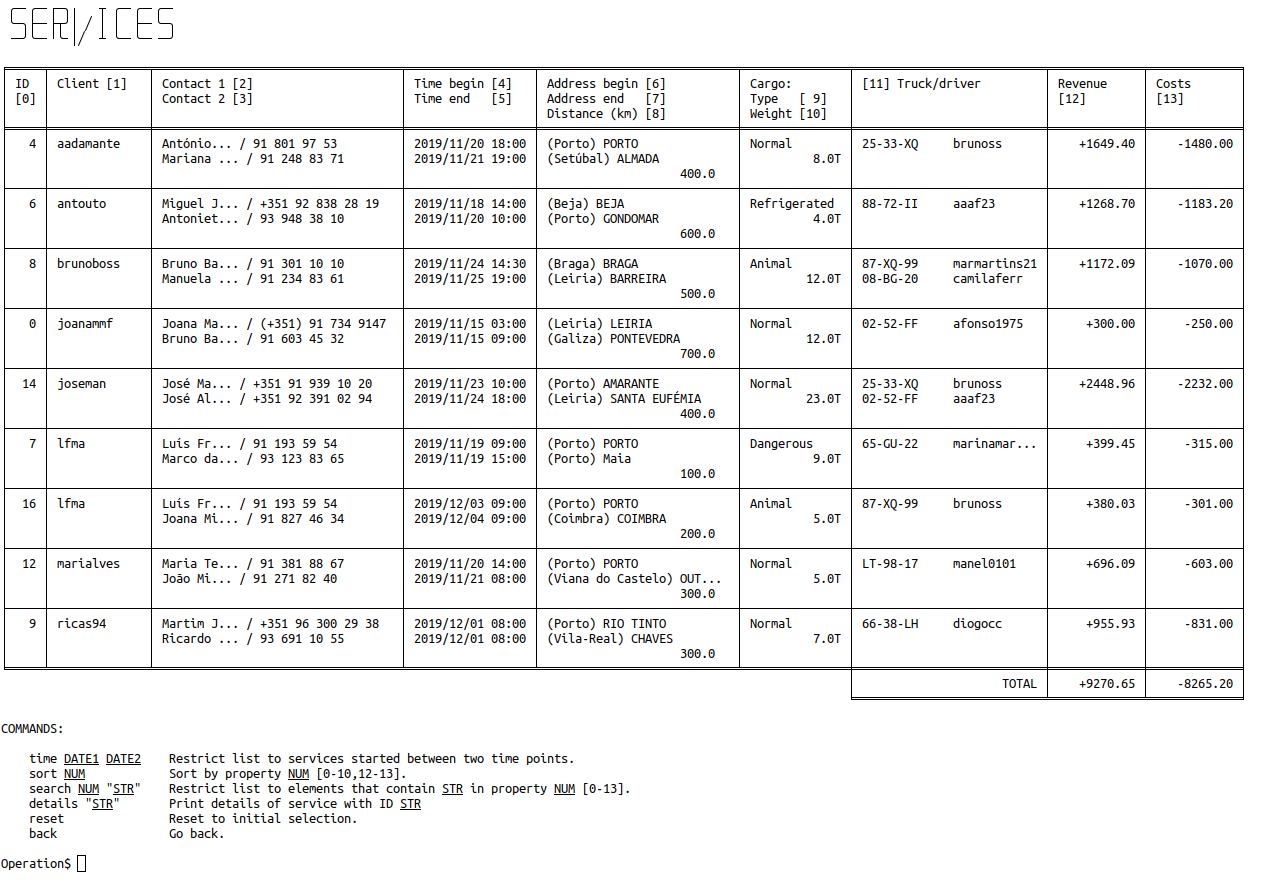 SERVICES
ID Client [1] Contact 1 [2] Time begin [4] Address begin [6] Cargo: [11] Truck/driver Revenue Costs
[0] Contact 2 [3] Time end [5] Address end [7] Type [ 9] [12] [13]
Distance (km) [8] Weight [10]
4 aadamante António... / 91 801 97 53 2019/11/20 18:00 (Porto) PORTO Normal 25-33-XQ brunoss +1649.40 -1480.00
Mariana ... / 91 248 83 71 2019/11/21 19:00 (Setúbal) ALMADA 8.0T
400.0
6 antouto Miguel J... / +351 92 838 28 19 2019/11/18 14:00 (Beja) BEJA Refrigerated 88-72-II aaaf23 +1268.70 -1183.20
Antoniet... / 93 948 38 10 2019/11/20 10:00 (Porto) GONDOMAR 4.0T
600.0
8 brunoboss Bruno Ba... / 91 301 10 10 2019/11/24 14:30 (Braga) BRAGA Animal 87-XQ-99 marmartins21 +1172.09 -1070.00
Manuela ... / 91 234 83 61 2019/11/25 19:00 (Leiria) BARREIRA 12.0T 08-BG-20 camilaferr
500.0
0 joanammf Joana Ma... / (+351) 91 734 9147 2019/11/15 03:00 (Leiria) LEIRIA Normal 02-52-FF afonso1975 +300.00 -250.00
Bruno Ba... / 91 603 45 32 2019/11/15 09:00 (Galiza) PONTEVEDRA 12.0T
700.0
14 joseman José Ma... / +351 91 939 10 20 2019/11/23 10:00 (Porto) AMARANTE Normal 25-33-XQ brunoss +2448.96 -2232.00
José Al... / +351 92 391 02 94 2019/11/24 18:00 (Leiria) SANTA EUFÉMIA 23.0T 02-52-FF aaaf23
400.0
7 lfma Luís Fr... / 91 193 59 54 2019/11/19 09:00 (Porto) PORTO Dangerous 65-GU-22 marinamar... +399.45 -315.00
Marco da... / 93 123 83 65 2019/11/19 15:00 (Porto) Maia 9.0T
100.0
16 lfma Luís Fr... / 91 193 59 54 2019/12/03 09:00 (Porto) PORTO Animal 87-XQ-99 brunoss +380.03 -301.00
Joana Mi... / 91 827 46 34 2019/12/04 09:00 (Coimbra) COIMBRA 5.0T
200.0
12 marialves Maria Te... / 91 381 88 67 2019/11/20 14:00 (Porto) PORTO Normal LT-98-17 manel0101 +696.09 -603.00
João Mi... / 91 271 82 40 2019/11/21 08:00 (Viana do Castelo) OUT... 5.0T
300.0
9 ricas94 Martim J... / +351 96 300 29 38 2019/12/01 08:00 (Porto) RIO TINTO Normal 66-38-LH diogocc +955.93 -831.00
Ricardo ... / 93 691 10 55 2019/12/01 08:00 (Vila-Real) CHAVES 7.0T
300.0
TOTAL +9270.65 -8265.20
COMMANDS:
time DATE1 DATE2 Restrict list to services started between two time points.
sort NUM Sort by property NUM [0-10,12-13].
search NUM "STR" Restrict list to elements that contain STR in property NUM [0-13].
details "STR" Print details of service with ID STR
reset Reset to initial selection.
back Go back.
Operation$